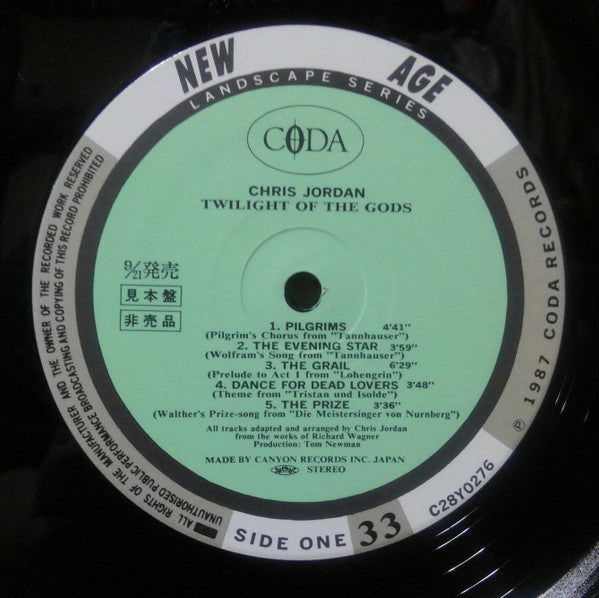 NEW AGE
LANDSCAPE SERIES
CODA
CHRIS JORDAN
TWILIGHT OF THE GODS
9/21発売
見本盤
非売品
1. PILGRIMS 4'41"
(Pilgrim's Chorus from "Tannhauser")
2. THE EVENING STAR 3'59"
(Wolfram's Song from "Tannhauser")
3. THE GRAIL 6'29"
(Prelude to Act 1 from "Lohengrin")
4. DANCE FOR DEAD LOVERS 3'48"
(Theme from "Tristan und Isolde")
5. THE PRIZE 3'36"
(Walther's Prize-song from "Die Meistersinger von Nurnberg")
All tracks adapted and arranged by Chris Jordan
from the works of Richard Wagner
Production: Tom Newman
MADE BY CANYON RECORDS INC. JAPAN
STEREO
ALL RIGHTS OF THE MANUFACTURER AND THE OWNER OF THE RECORDED WORK RESERVED
UNAUTHORISED PUBLIC PERFORMANCE BROADCASTING AND COPYING OF THIS RECORD PROHIBITED
SIDE ONE 33
C28Y0276
℗ 1987 CODA RECORDS